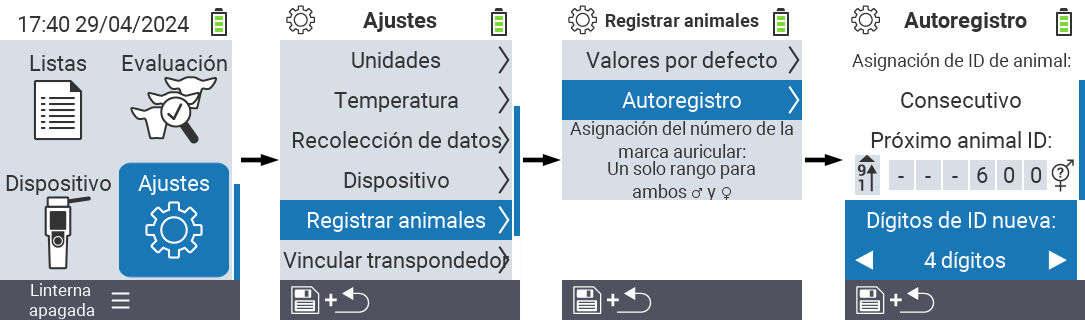 17:40 29/04/2024
Listas
Evaluación
Dispositivo
Ajustes
Linterna
apagada
Ajustes
Unidades
Temperatura
Recolección de datos
Dispositivo
Registrar animales
Vincular transpondedor
+
Registrar animales
Valores por defecto
Autoregistro
Asignación del número de la
marca auricular:
Un solo rango para
ambos ♂ y ♀
+
Autoregistro
Asignación de ID de animal:
Consecutivo
Próximo animal ID:
9
1
- - - 6 0 0
Dígitos de ID nueva:
4 dígitos
+